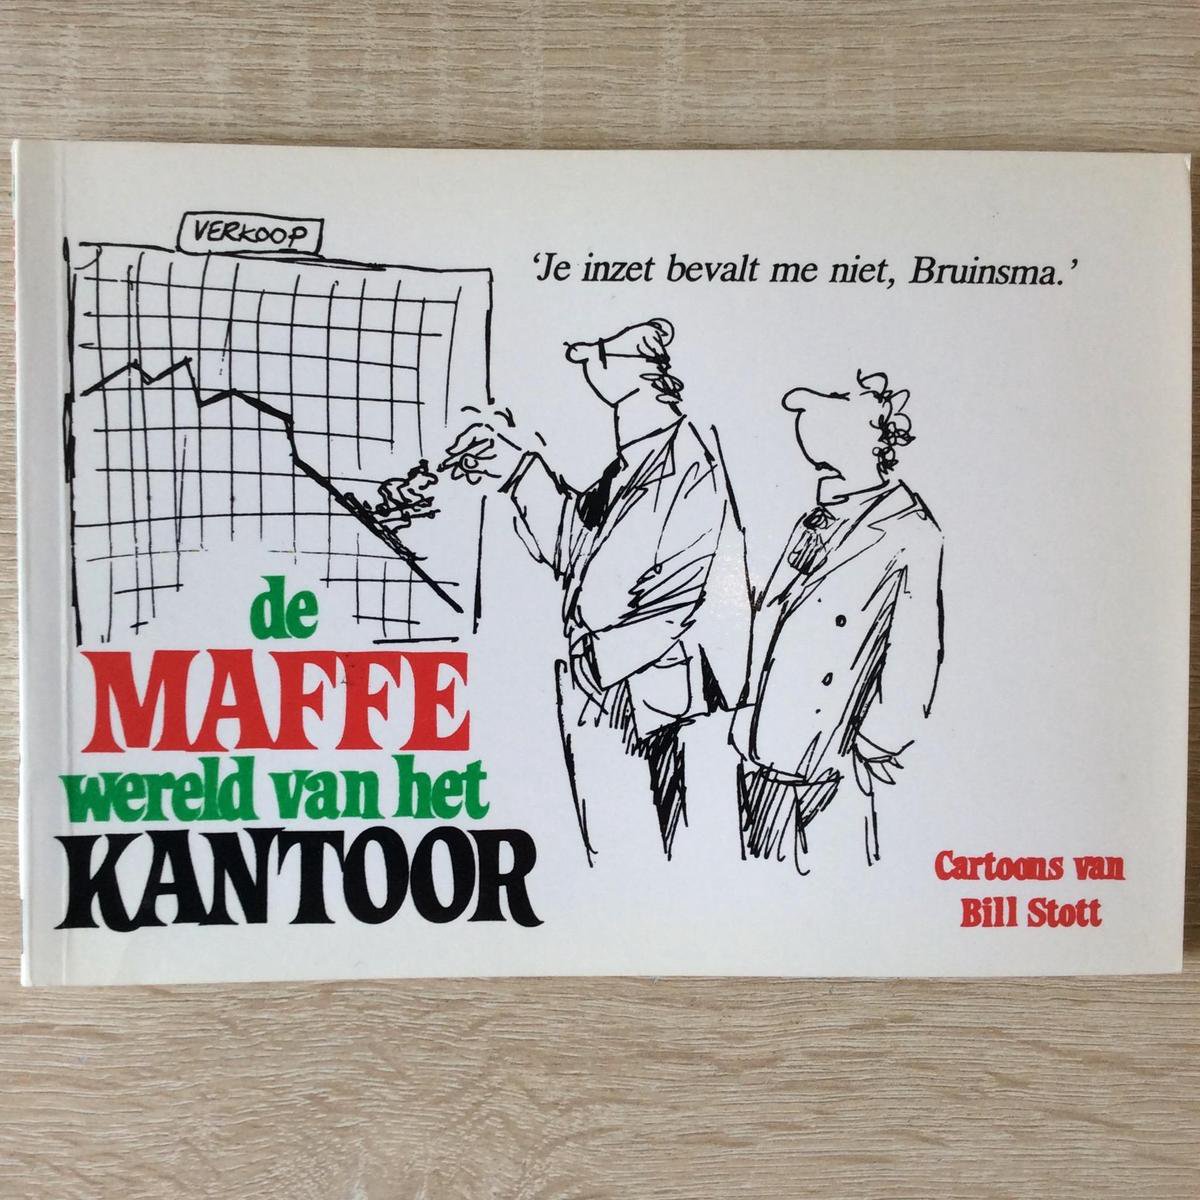 VERKOOP
‘Je inzet bevalt me niet, Bruinsma.’
de
MAFFE
wereld van het
KANTOOR
Cartoons van
Bill Stott